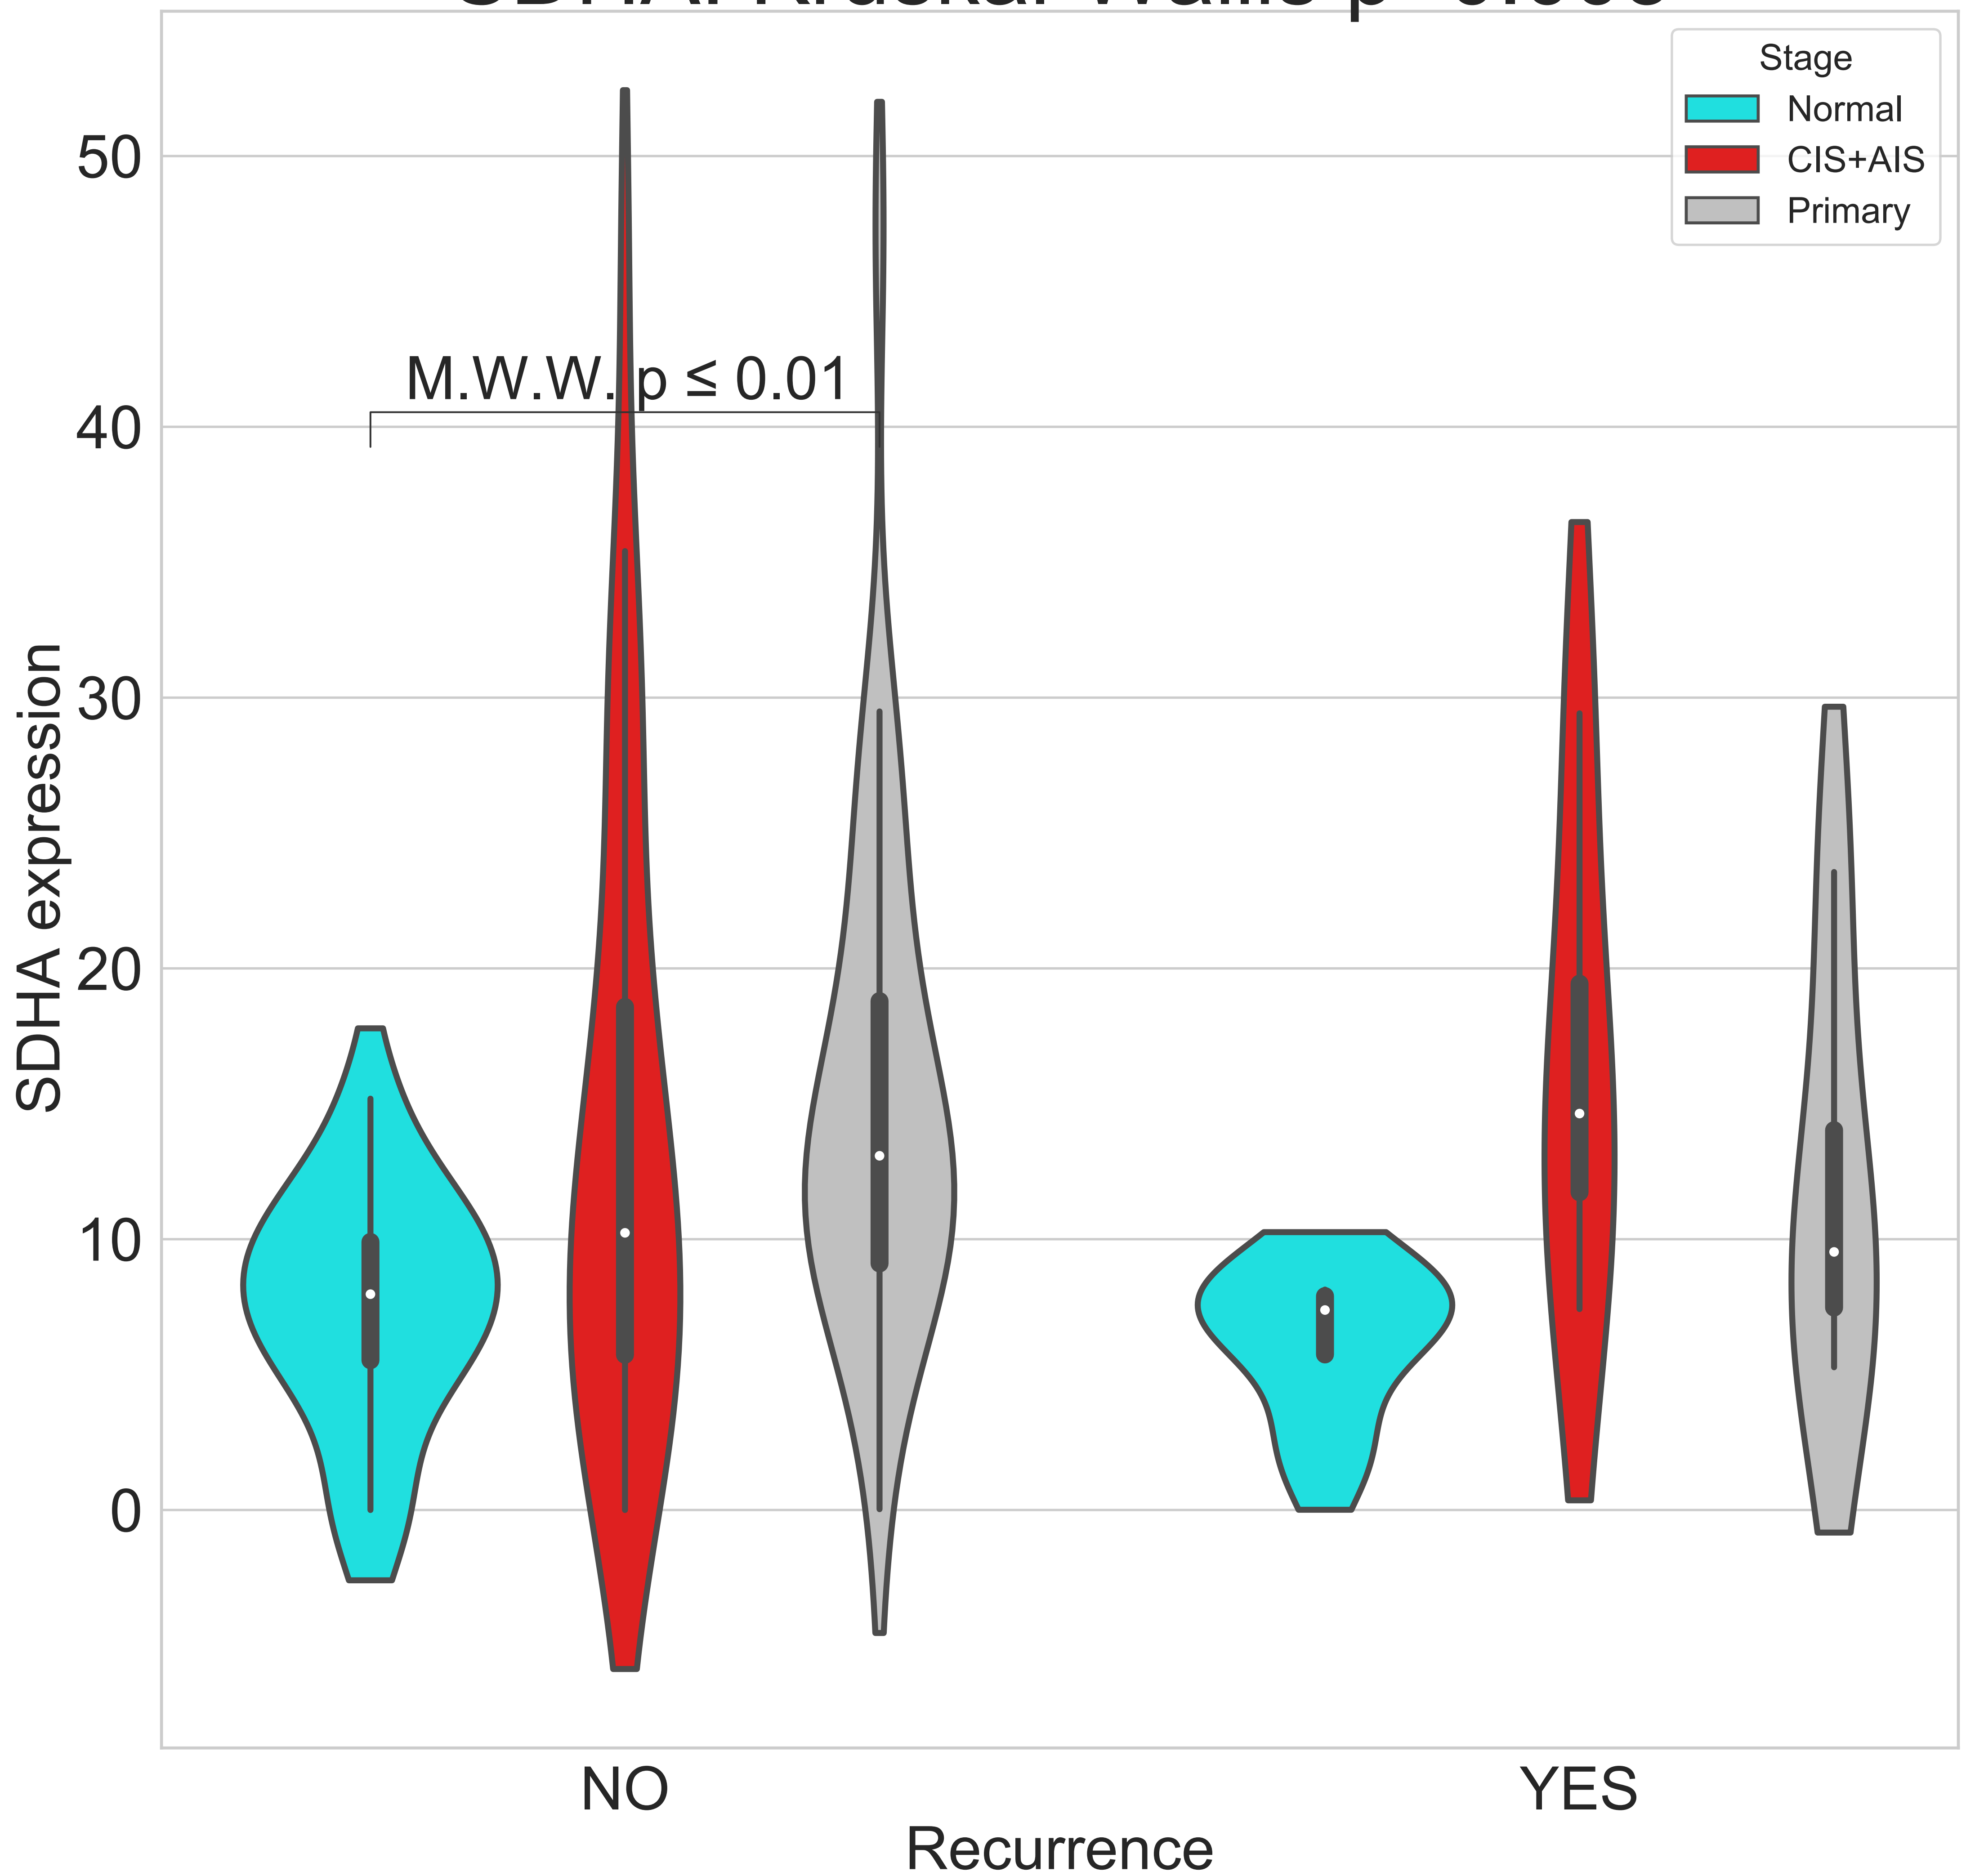 Stage
Normal
CIS+AIS
Primary
50
40
30
20
10
0
M.W.W. p ≤ 0.01
SDHA expression
NO
YES
Recurrence